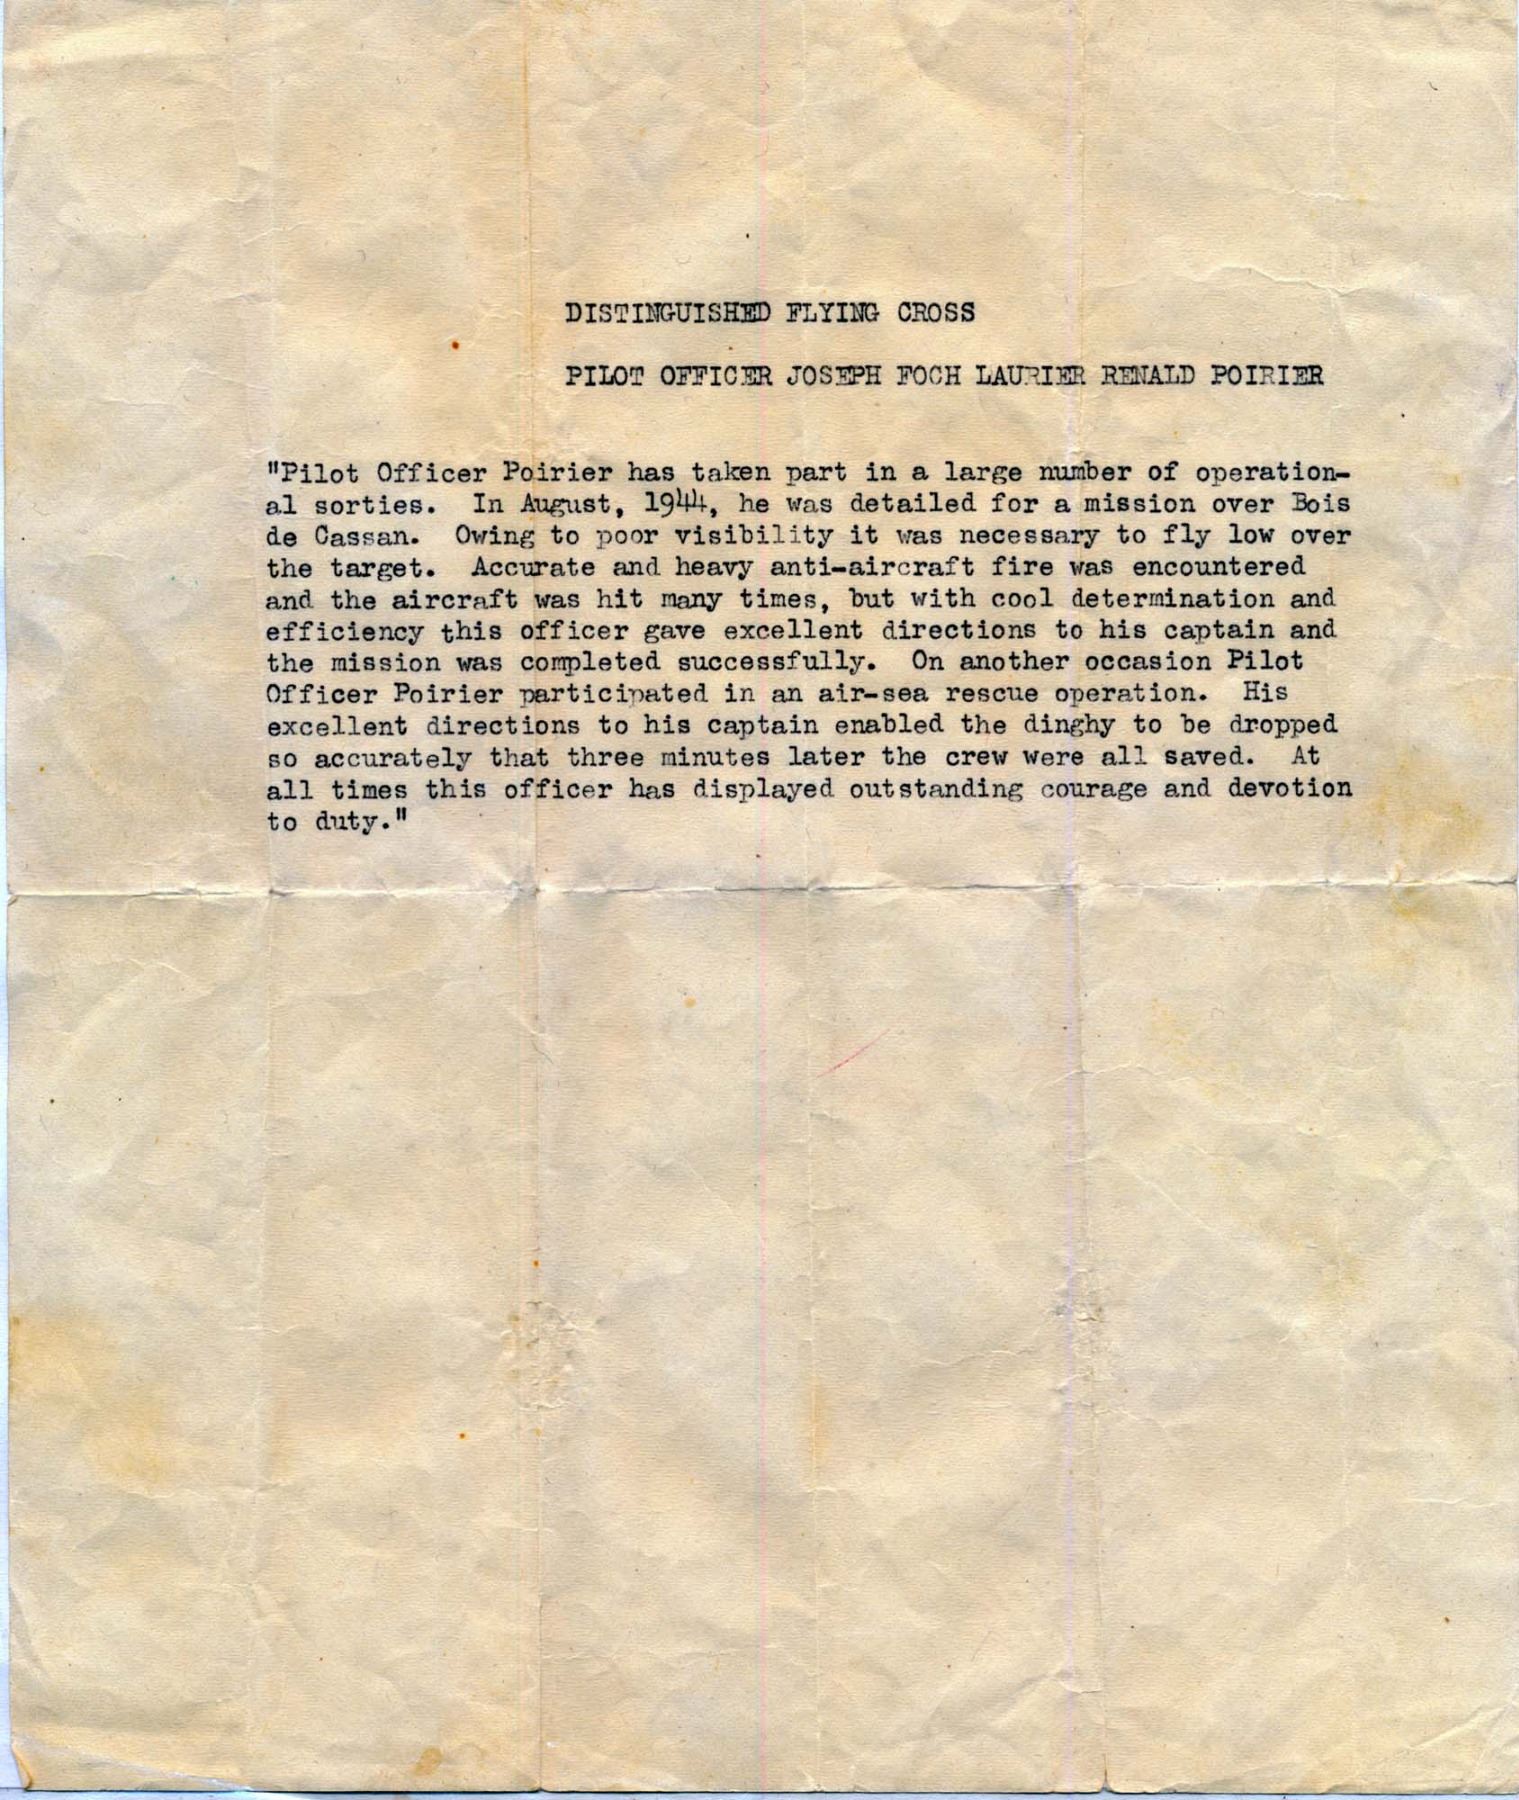 DISTINGUISHED FLYING CROSS
PILOT OFFICER JOSEPH FOCH LAURIER RENALD POIRIER
"Pilot Officer Poirier has taken part in a large number of operation-
al sorties.  In August, 1944, he was detailed for a mission over Bois
de Cassan.  Owing to poor visibility it was necessary to fly low over
the target.  Accurate and heavy anti-aircraft fire was encountered
and the aircraft was hit many times, but with cool determination and
efficiency this officer gave excellent directions to his captain and
the mission was completed successfully.  On another occasion Pilot
Officer Poirier participated in an air-sea rescue operation.  His
excellent directions to his captain enabled the dinghy to be dropped
so accurately that three minutes later the crew were all saved.  At
all times this officer has displayed outstanding courage and devotion
to duty."